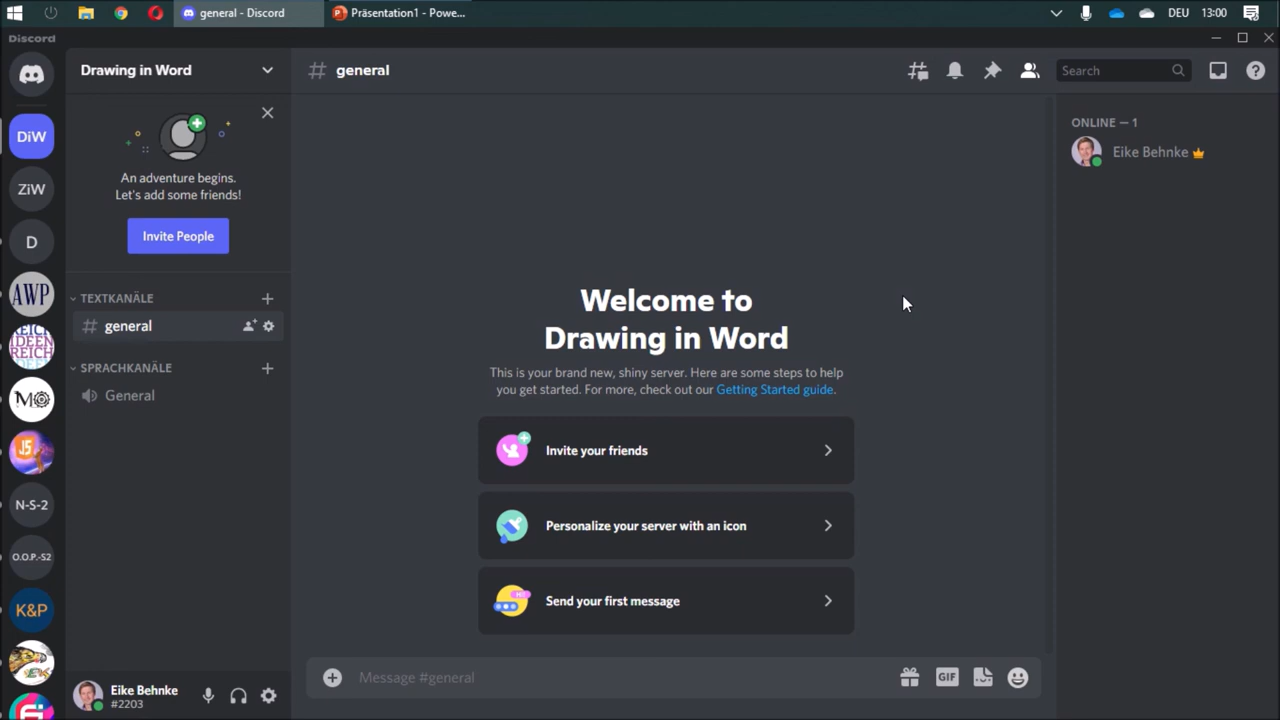 general - Discord
Präsentation1 - Powe...
DEU
13:00
Discord
Drawing in Word
general
Search
DiW
ZiW
D
AWP
IDEEN
REICH
JS
N-S-2
O.O.P.-S2
K&P
An adventure begins.
Let's add some friends!
Invite People
TEXTKANÄLE
general
SPRACHKANÄLE
General
Welcome to
Drawing in Word
This is your brand new, shiny server. Here are some steps to help
you get started. For more, check out our Getting Started guide.
Invite your friends
Personalize your server with an icon
Send your first message
Message #general
GIF
ONLINE — 1
Eike Behnke
Eike Behnke
#2203